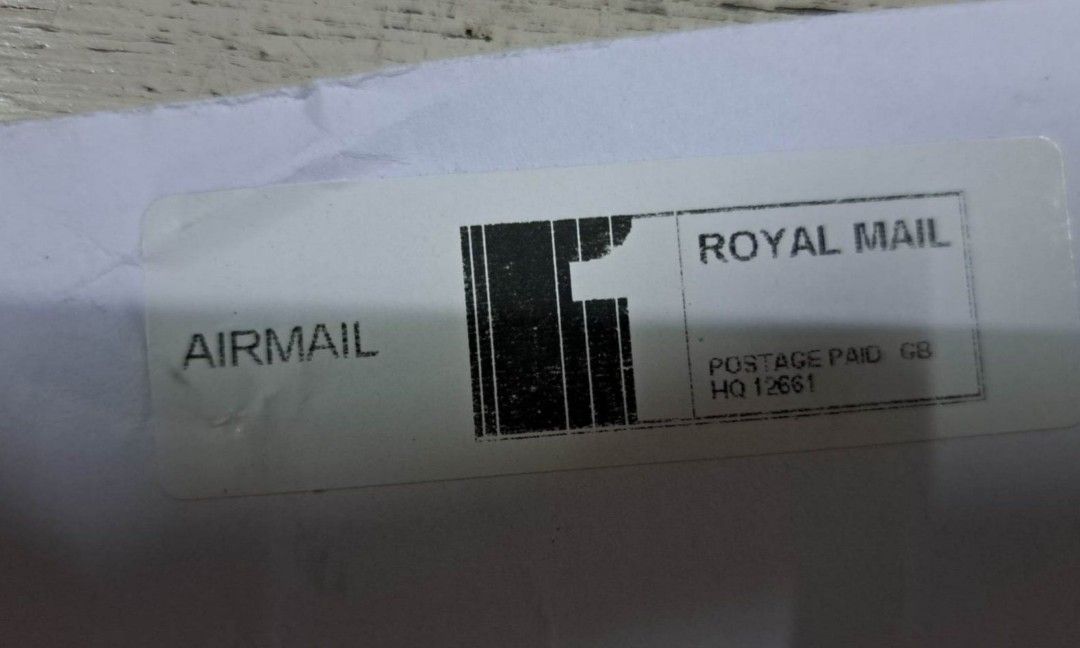 AIRMAIL
ROYAL MAIL
POSTAGE PAID GB
HQ 12661